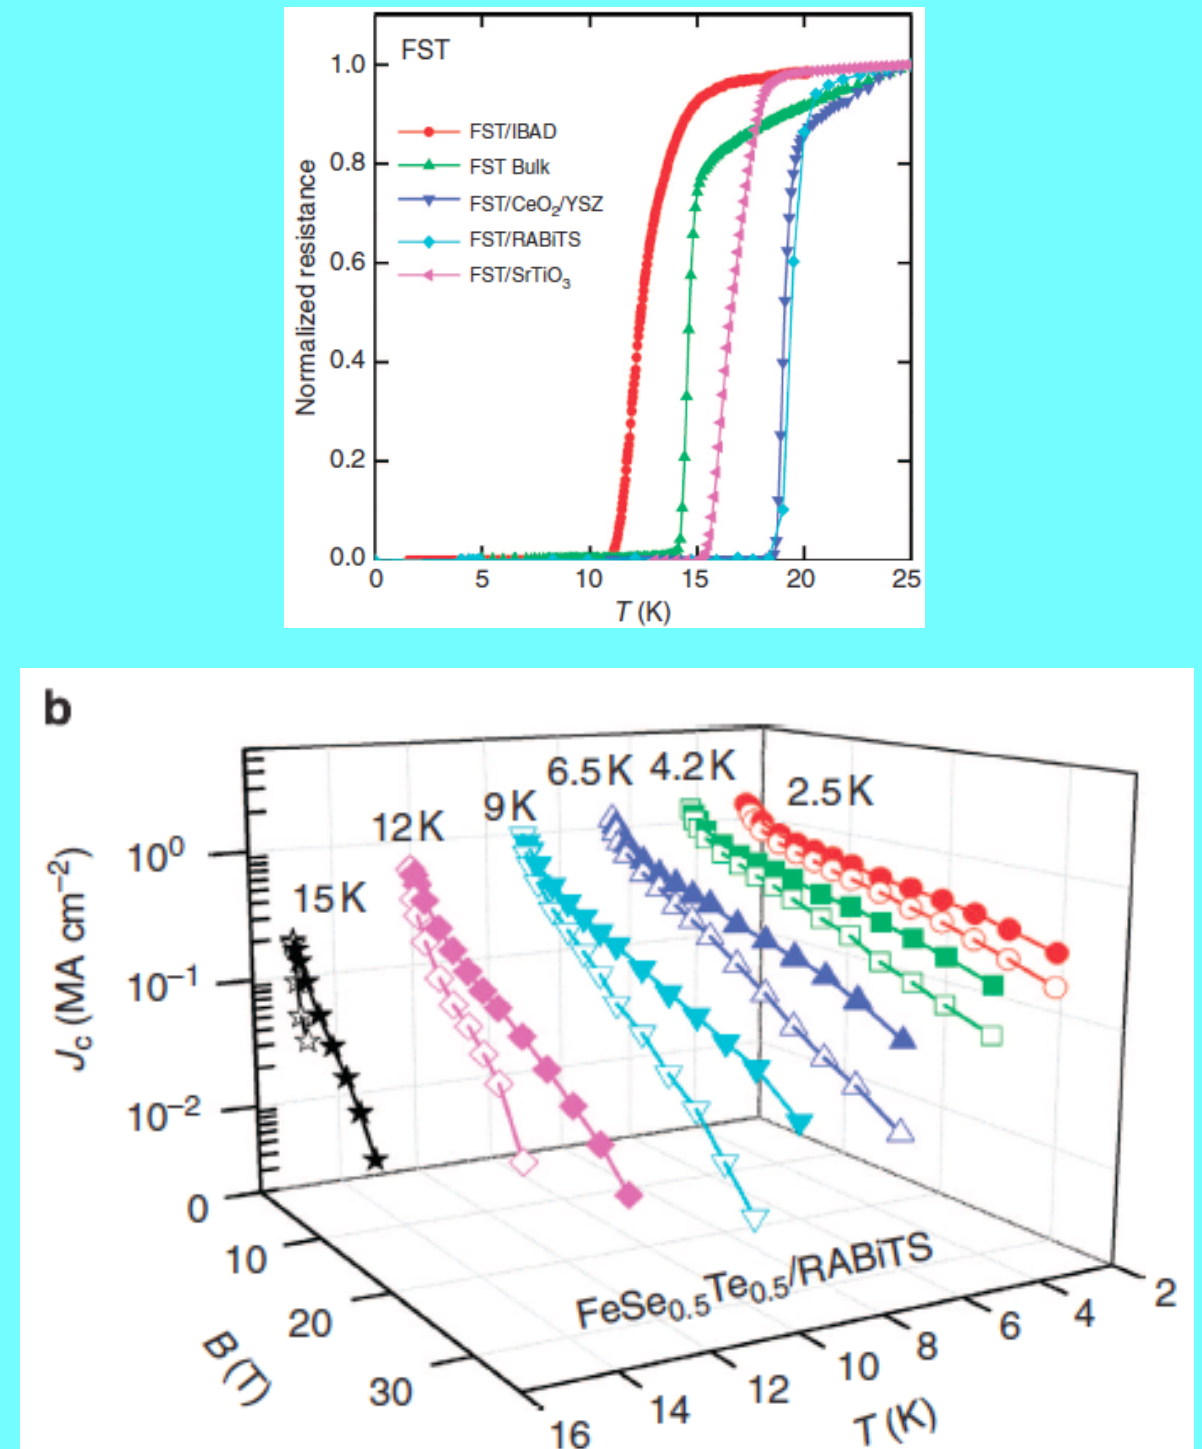 FST
FST/IBAD
FST Bulk
FST/CeO₂/YSZ
FST/RABiTS
FST/SrTiO₃
Normalized resistance
1.0
0.8
0.6
0.4
0.2
0.0
0 5 10 15 20 25
T (K)
b
15 K 12 K 9 K 6.5 K 4.2 K 2.5 K
Jc (MA cm⁻²)
10⁰
10⁻¹
10⁻²
0
10
20
30
B (T)
FeSe₀.₅Te₀.₅/RABiTS
16 14 12 10 8 6 4 2
T (K)